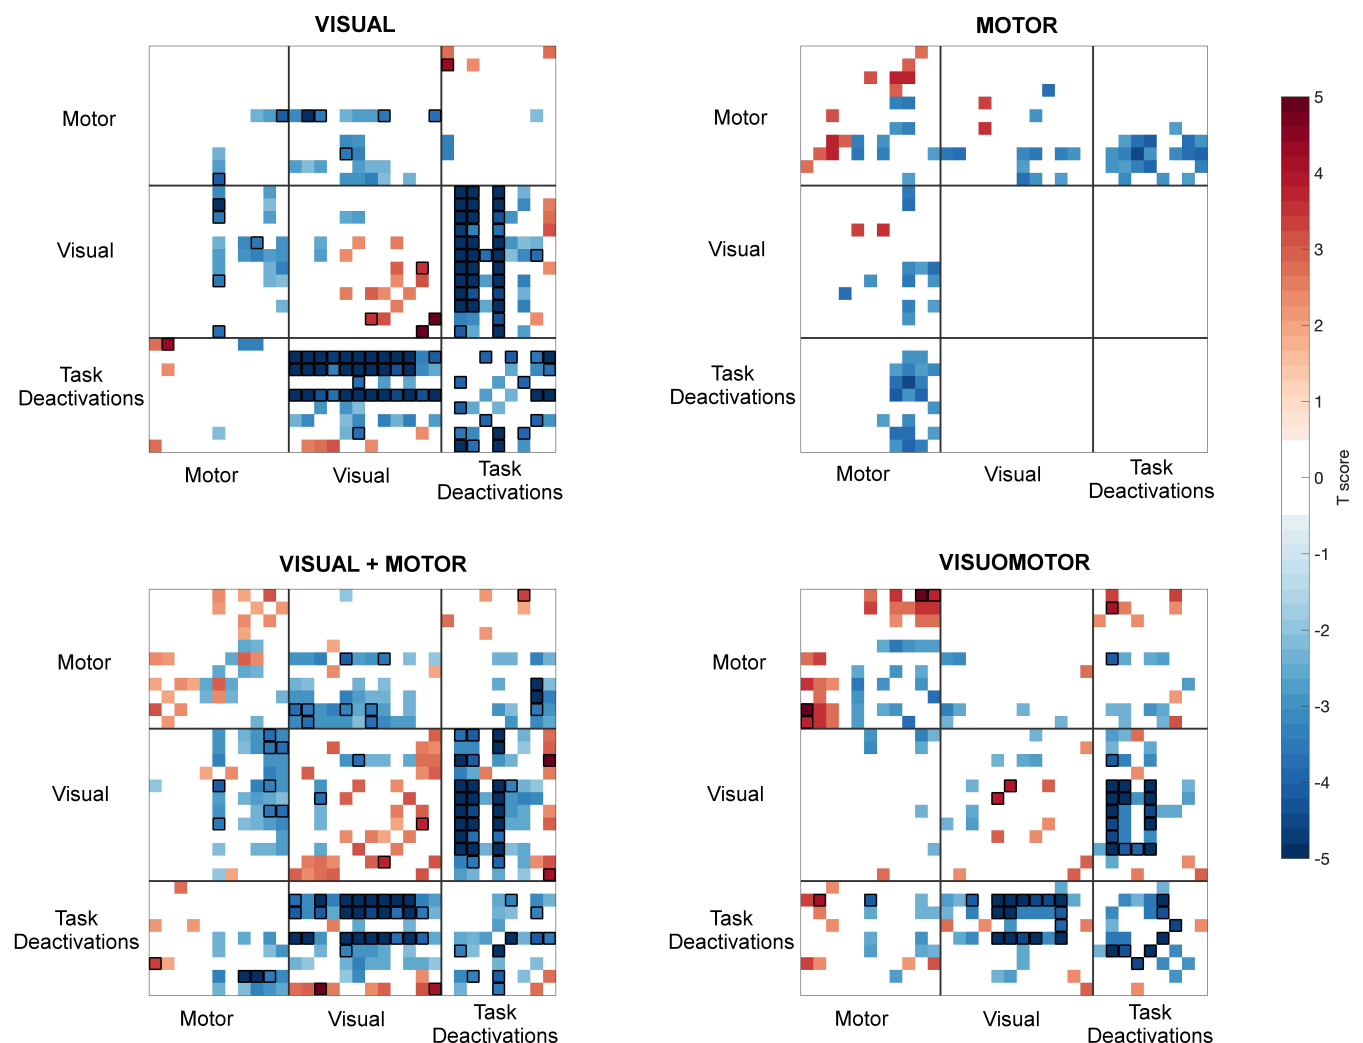 VISUAL
MOTOR
Motor
Visual
Task
Deactivations
Motor
Visual
Task
Deactivations
Motor
Visual
Task
Deactivations
Motor
Visual
Task
Deactivations
5
4
3
2
1
0
-1
-2
-3
-4
-5
T score
VISUAL + MOTOR
VISUOMOTOR
Motor
Visual
Task
Deactivations
Motor
Visual
Task
Deactivations
Motor
Visual
Task
Deactivations
Motor
Visual
Task
Deactivations